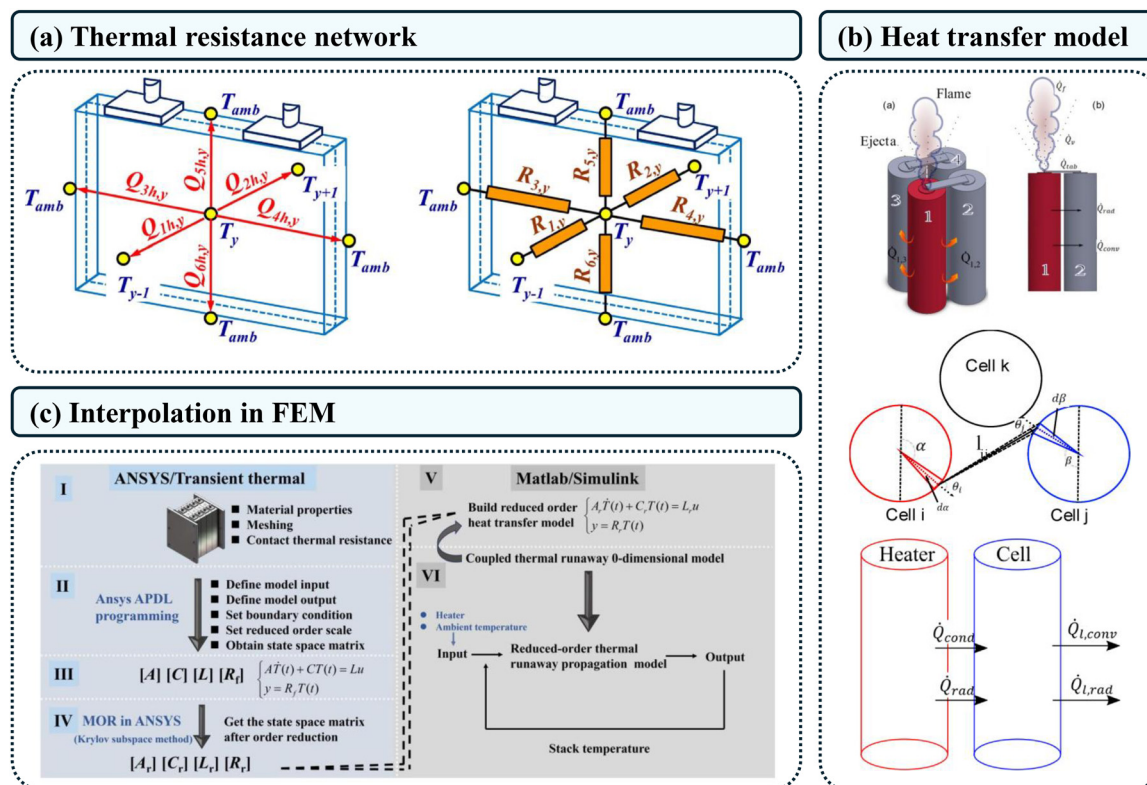 (a) Thermal resistance network
T_amb
T_amb
Q_3h,y
Q_5h,y
Q_2h,y
T_y+1
Q_4h,y
Q_1h,y
T_y
T_amb
T_y-1
Q_6h,y
T_amb
T_amb
T_amb
R_3,y
R_5,y
R_2,y
T_y+1
R_4,y
R_1,y
T_y
T_amb
T_y-1
R_6,y
T_amb
(b) Heat transfer model
(a)
Flame
Ejecta
4
3
1
2
Q̇_1,3
Q̇_1,2
Q̇_f
(b)
Q̇_tab
Q̇_rad
Q̇_conv
1
2
Cell k
α
dα
θ_i
l
θ_j
dβ
β
Cell i
Cell j
Heater
Cell
Q̇_cond
Q̇_l,conv
Q̇_rad
Q̇_l,rad
(c) Interpolation in FEM
I
ANSYS/Transient thermal
■ Material properties
■ Meshing
■ Contact thermal resistance
II
Ansys APDL
programming
■ Define model input
■ Define model output
■ Set boundary condition
■ Set reduced order scale
■ Obtain state space matrix
III
[A] [C] [L] [R_f]
{AṪ(t) + CT(t) = Lu
y = R_f T(t)
IV
MOR in ANSYS
(Krylov subspace method)
Get the state space matrix
after order reduction
[A_r] [C_r] [L_r] [R_r]
V
Matlab/Simulink
Build reduced order
heat transfer model
{A_r Ṫ(t) + C_r T(t) = L_r u
y = R_r T(t)
Coupled thermal runaway 0-dimensional model
VI
● Heater
● Ambient temperature
Input
Reduced-order thermal
runaway propagation model
Output
Stack temperature